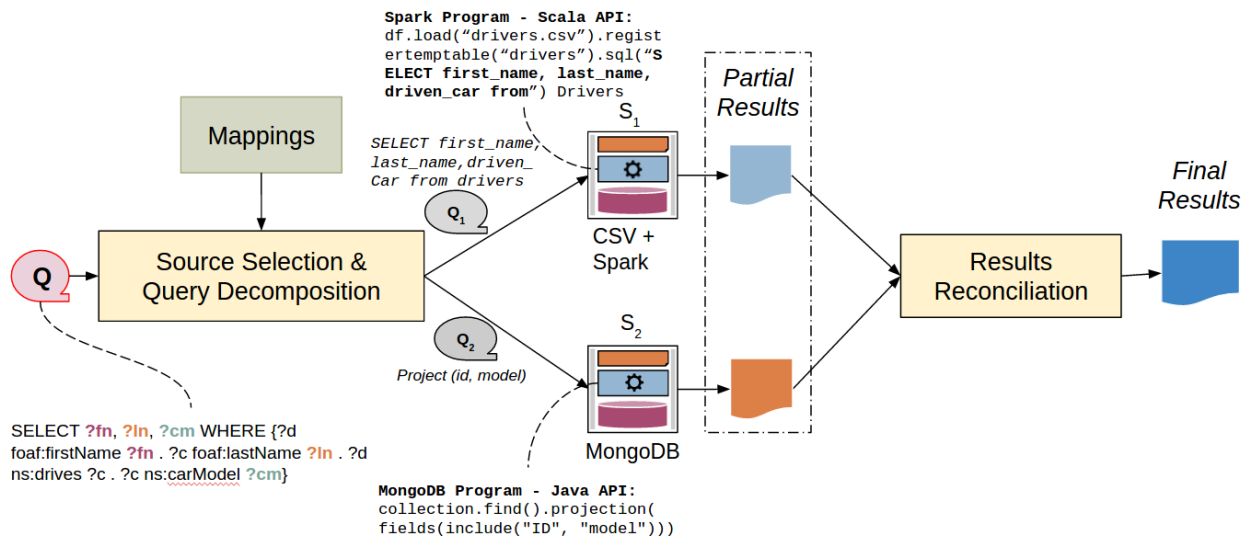 Spark Program - Scala API:
df.load(“drivers.csv”).regist
ertemptable(“drivers”).sql(“S
ELECT first_name, last_name,
driven_car from”) Drivers
Partial
Results
Mappings
S1
SELECT first_name,
last_name,driven_
Car from drivers
Final
Results
Q1
CSV +
Spark
Q
Source Selection &
Query Decomposition
Results
Reconciliation
Q2
S2
Project (id, model)
MongoDB
SELECT ?fn, ?ln, ?cm WHERE {?d
foaf:firstName ?fn . ?c foaf:lastName ?ln . ?d
ns:drives ?c . ?c ns:carModel ?cm}
MongoDB Program - Java API:
collection.find().projection(
fields(include("ID", "model")))